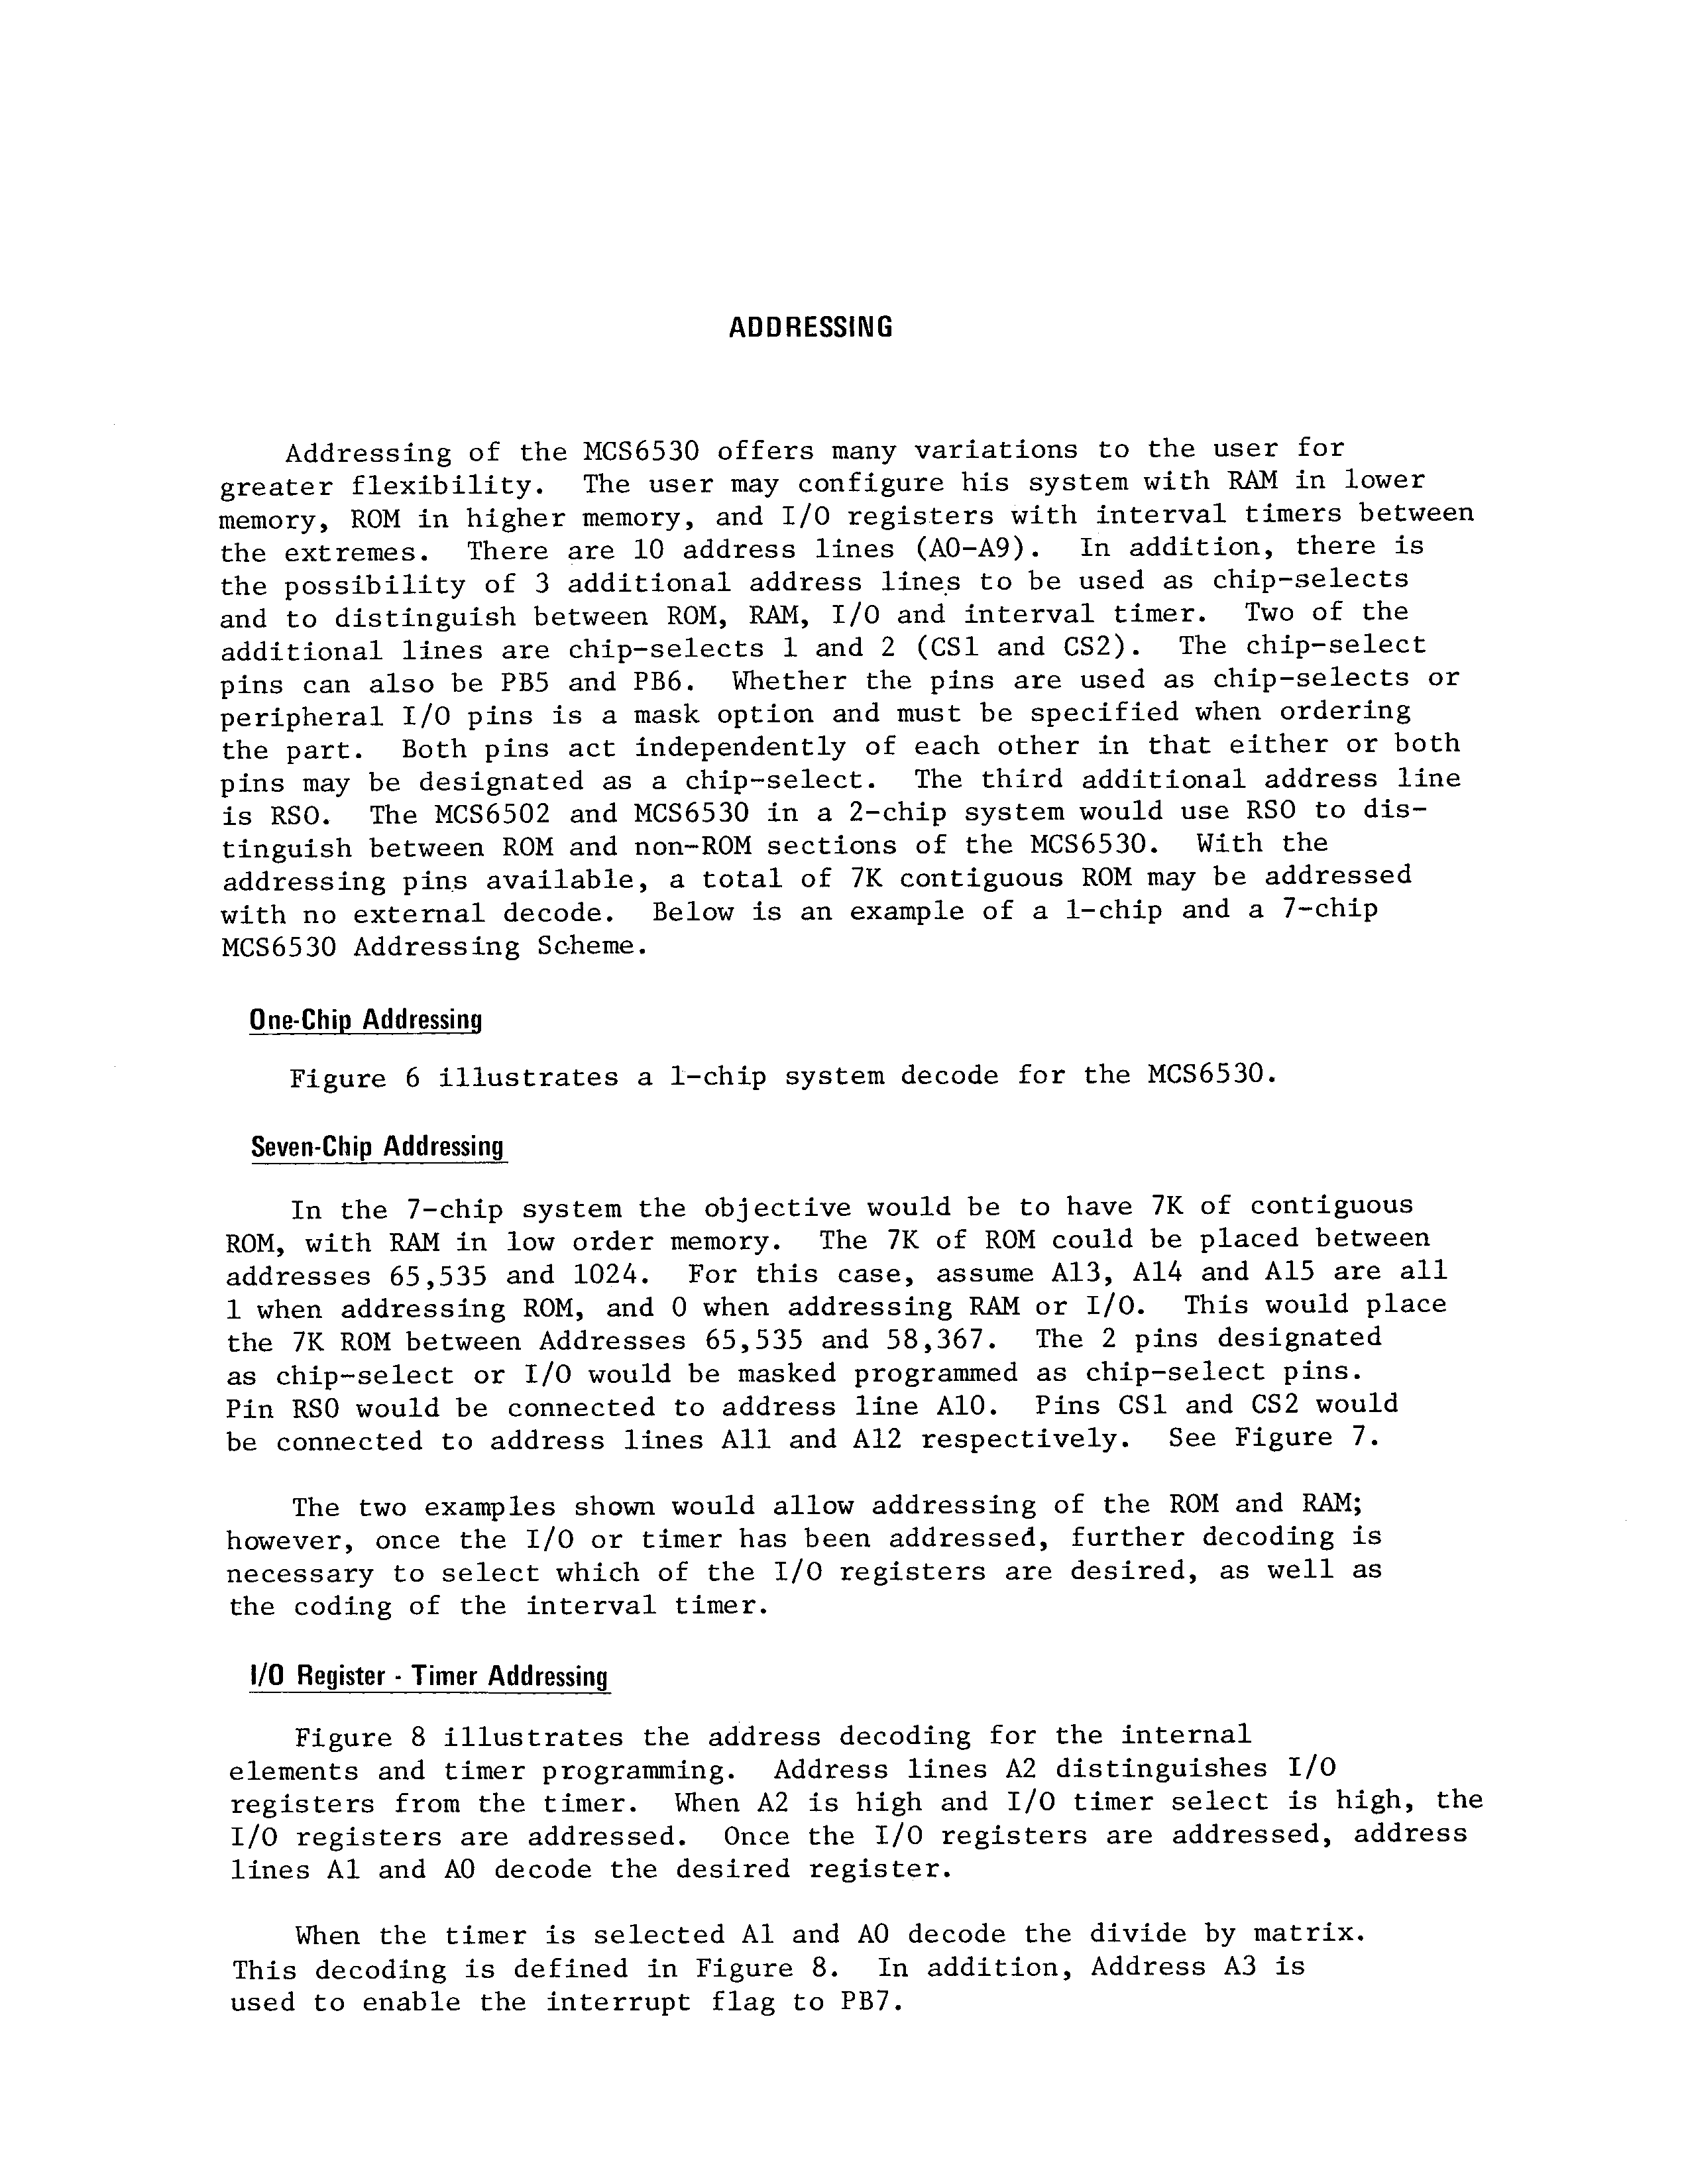 ADDRESSING
Addressing of the MCS6530 offers many variations to the user for
greater flexibility. The user may configure his system with RAM in lower
memory, ROM in higher memory, and I/O registers with interval timers between
the extremes. There are 10 address lines (A0-A9). In addition, there is
the possibility of 3 additional address lines to be used as chip-selects
and to distinguish between ROM, RAM, I/O and interval timer. Two of the
additional lines are chip-selects 1 and 2 (CS1 and CS2). The chip-select
pins can also be PB5 and PB6. Whether the pins are used as chip-selects or
peripheral I/O pins is a mask option and must be specified when ordering
the part. Both pins act independently of each other in that either or both
pins may be designated as a chip-select. The third additional address line
is RSO. The MCS6502 and MCS6530 in a 2-chip system would use RSO to dis-
tinguish between ROM and non-ROM sections of the MCS6530. With the
addressing pins available, a total of 7K contiguous ROM may be addressed
with no external decode. Below is an example of a 1-chip and a 7-chip
MCS6530 Addressing Scheme.
One-Chip Addressing
Figure 6 illustrates a 1-chip system decode for the MCS6530.
Seven-Chip Addressing
In the 7-chip system the objective would be to have 7K of contiguous
ROM, with RAM in low order memory. The 7K of ROM could be placed between
addresses 65,535 and 1024. For this case, assume A13, A14 and A15 are all
1 when addressing ROM, and 0 when addressing RAM or I/O. This would place
the 7K ROM between Addresses 65,535 and 58,367. The 2 pins designated
as chip-select or I/O would be masked programmed as chip-select pins.
Pin RSO would be connected to address line A10. Pins CS1 and CS2 would
be connected to address lines A11 and A12 respectively. See Figure 7.
The two examples shown would allow addressing of the ROM and RAM;
however, once the I/O or timer has been addressed, further decoding is
necessary to select which of the I/O registers are desired, as well as
the coding of the interval timer.
I/O Register - Timer Addressing
Figure 8 illustrates the address decoding for the internal
elements and timer programming. Address lines A2 distinguishes I/O
registers from the timer. When A2 is high and I/O timer select is high, the
I/O registers are addressed. Once the I/O registers are addressed, address
lines A1 and A0 decode the desired register.
When the timer is selected A1 and A0 decode the divide by matrix.
This decoding is defined in Figure 8. In addition, Address A3 is
used to enable the interrupt flag to PB7.